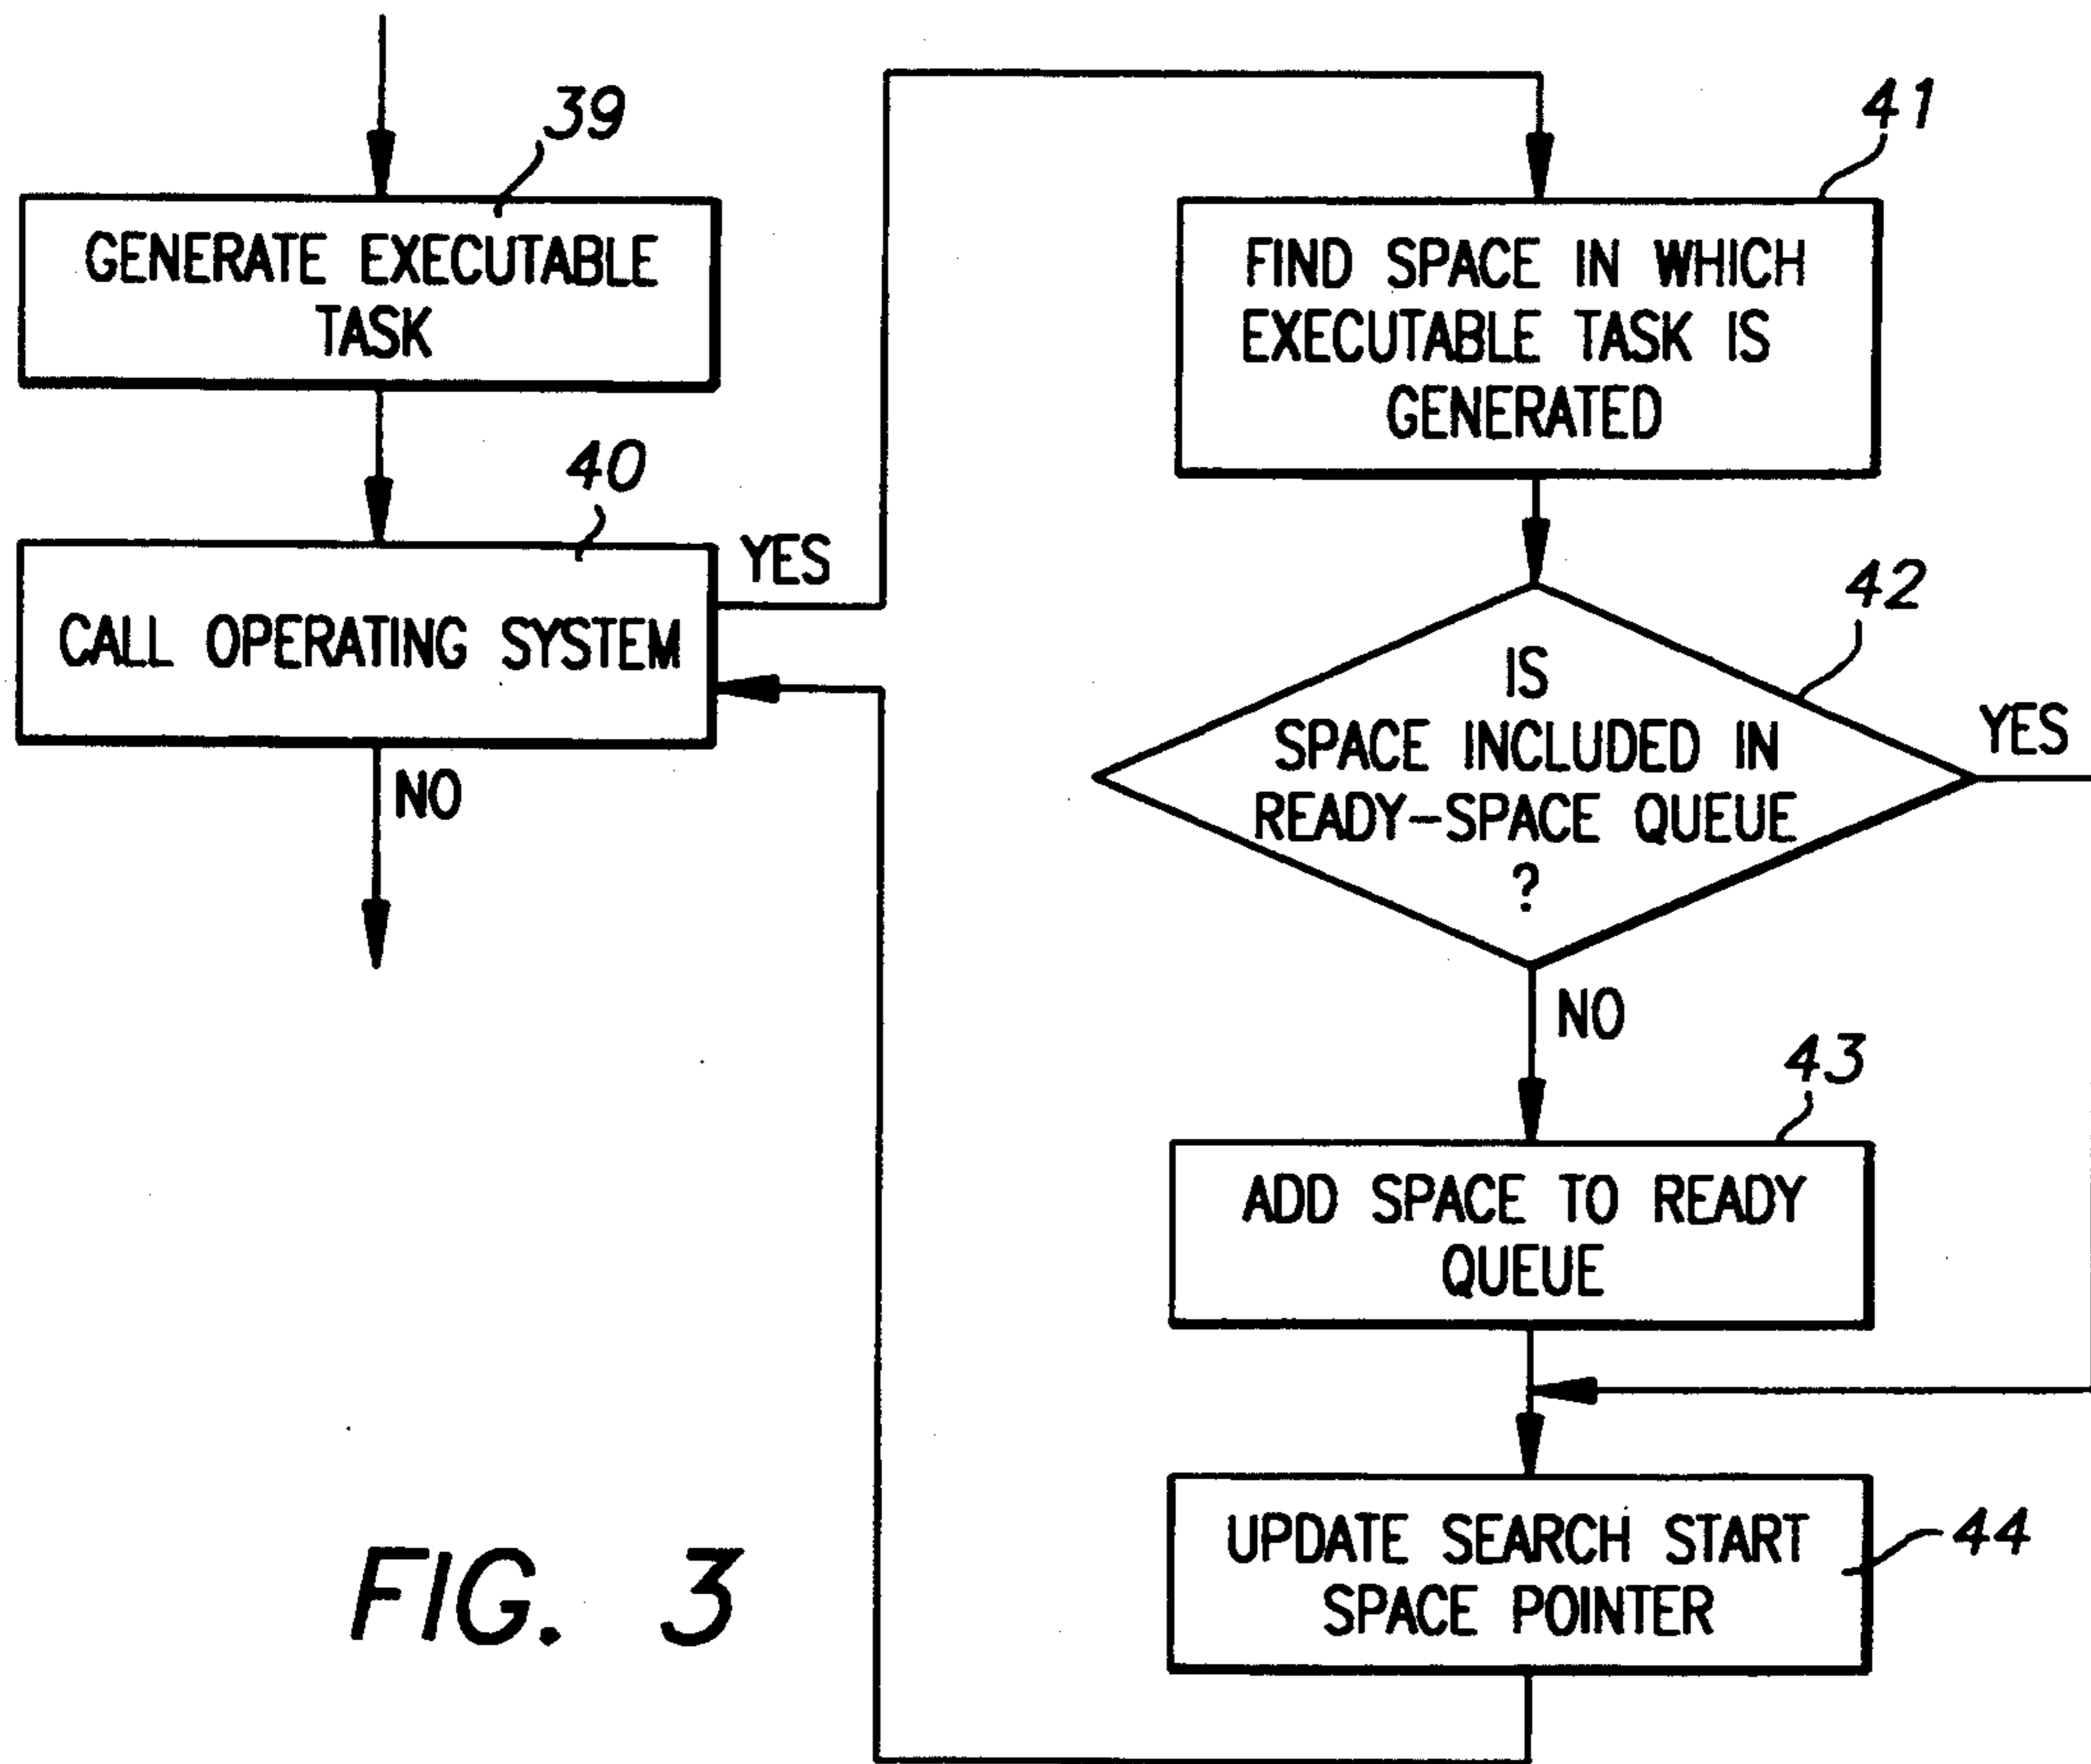 39
GENERATE EXECUTABLE
TASK
40
CALL OPERATING SYSTEM
YES
NO
41
FIND SPACE IN WHICH
EXECUTABLE TASK IS
GENERATED
42
IS
SPACE INCLUDED IN
READY-SPACE QUEUE
?
YES
NO
43
ADD SPACE TO READY
QUEUE
UPDATE SEARCH START
SPACE POINTER
44
FIG. 3